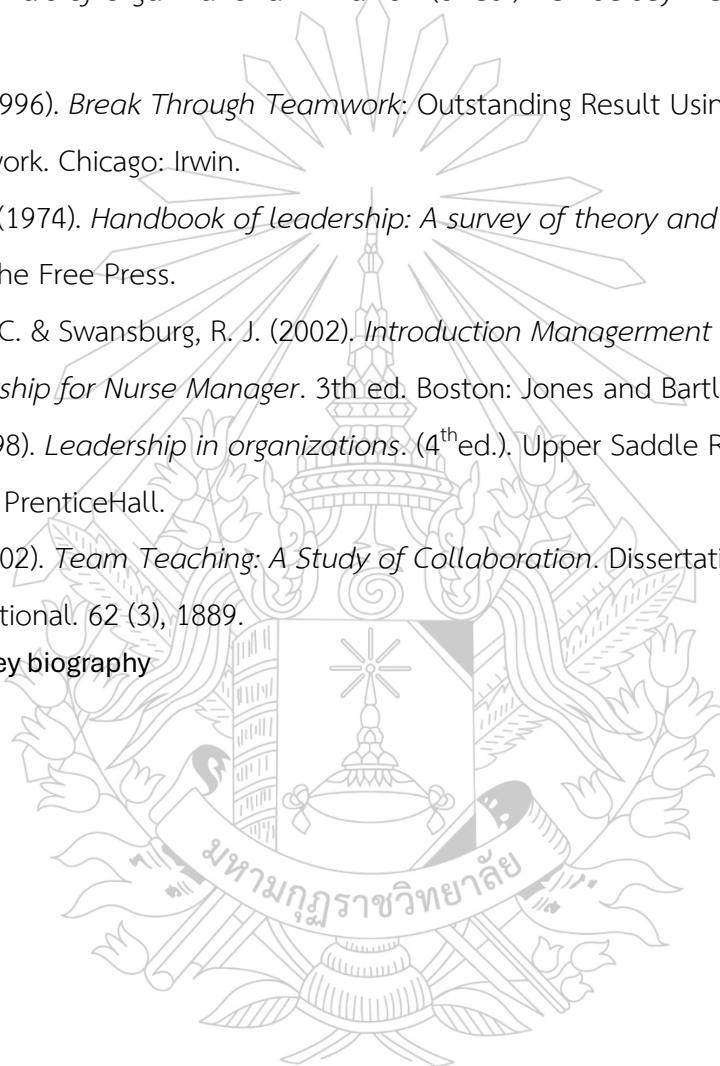 996). Break Through Teamwork: Outstanding Result Usin
vork. Chicago: Irwin.
(1974). Handbook of leadership: A survey of theory and
he Free Press.
C. & Swansburg, R. J. (2002). Introduction Managerment
ship for Nurse Manager. 3th ed. Boston: Jones and Bartl
98). Leadership in organizations. (4thed.). Upper Saddle R
PrenticeHall.
02). Team Teaching: A Study of Collaboration. Dissertati
tional. 62 (3), 1889.
ey biography
มหามกุฏราชวิทยาลัย